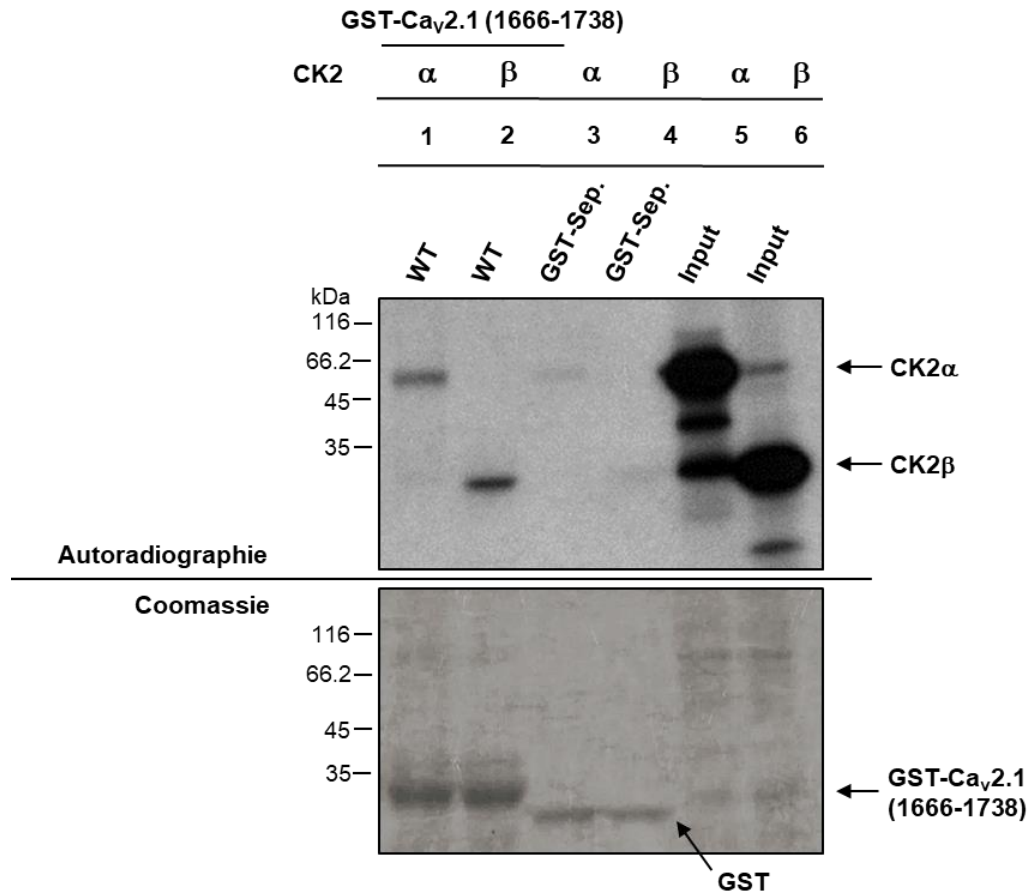 GST-CaV2.1 (1666-1738)
CK2 α β α β α β
1 2 3 4 5 6
WT WT GST-Sep. GST-Sep. Input Input
kDa
116
66.2
45
35
CK2α
CK2β
Autoradiographie
Coomassie
116
66.2
45
35
GST-CaV2.1
(1666-1738)
GST